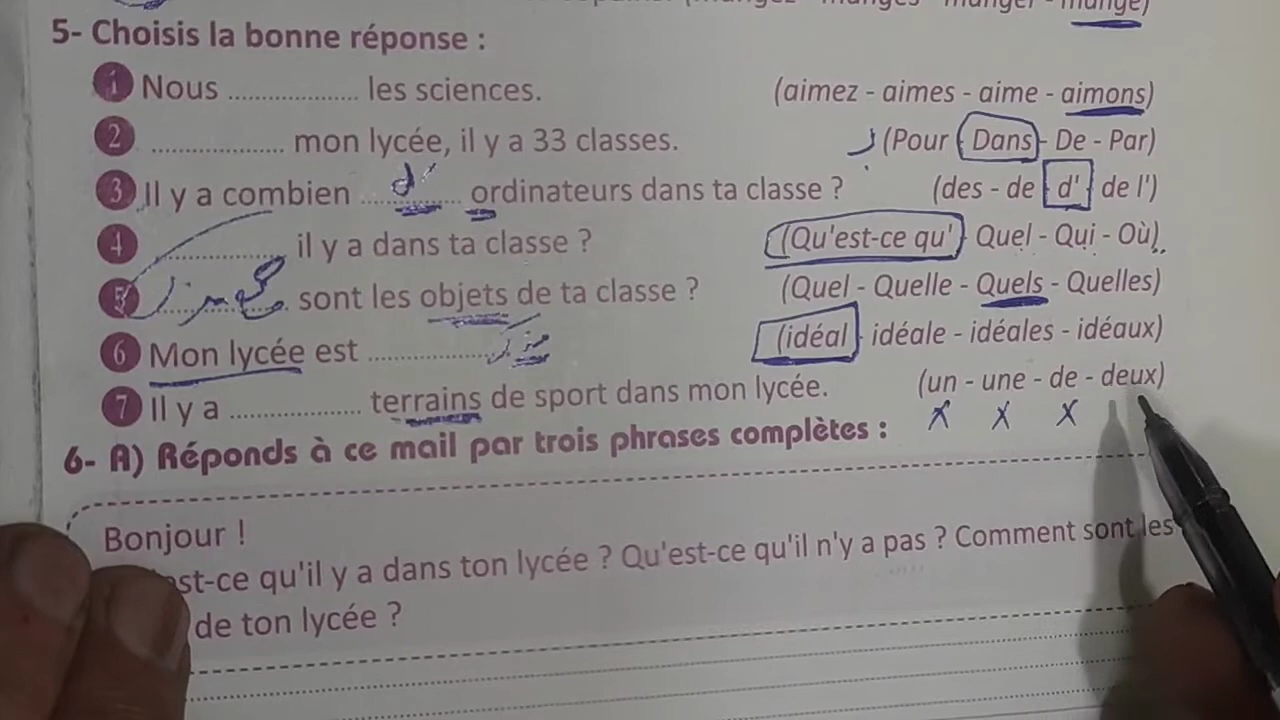 munge)
5- Choisis la bonne réponse :
1 Nous ................... les sciences. (aimez - aimes - aime - aimons)
2 .................... mon lycée, il y a 33 classes. (Pour - Dans - De - Par)
3 Il y a combien ....d'.... ordinateurs dans ta classe ? (des - de - d' - de l')
4 .................... il y a dans ta classe ? (Qu'est-ce qu' - Quel - Qui - Où)
5 .................... sont les objets de ta classe ? (Quel - Quelle - Quels - Quelles)
6 Mon lycée est .................... (idéal - idéale - idéales - idéaux)
7 Il y a .................... terrains de sport dans mon lycée. (un - une - de - deux)
x x x
6- A) Réponds à ce mail par trois phrases complètes :
Bonjour !
est-ce qu'il y a dans ton lycée ? Qu'est-ce qu'il n'y a pas ? Comment sont les
de ton lycée ?